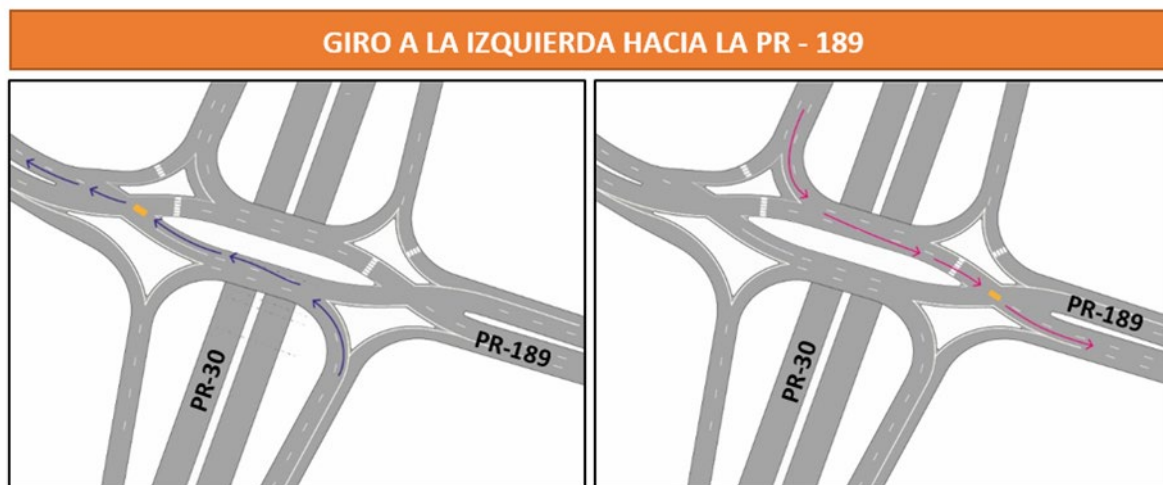 GIRO A LA IZQUIERDA HACIA LA PR - 189
PR-30
PR-189
PR-30
PR-189